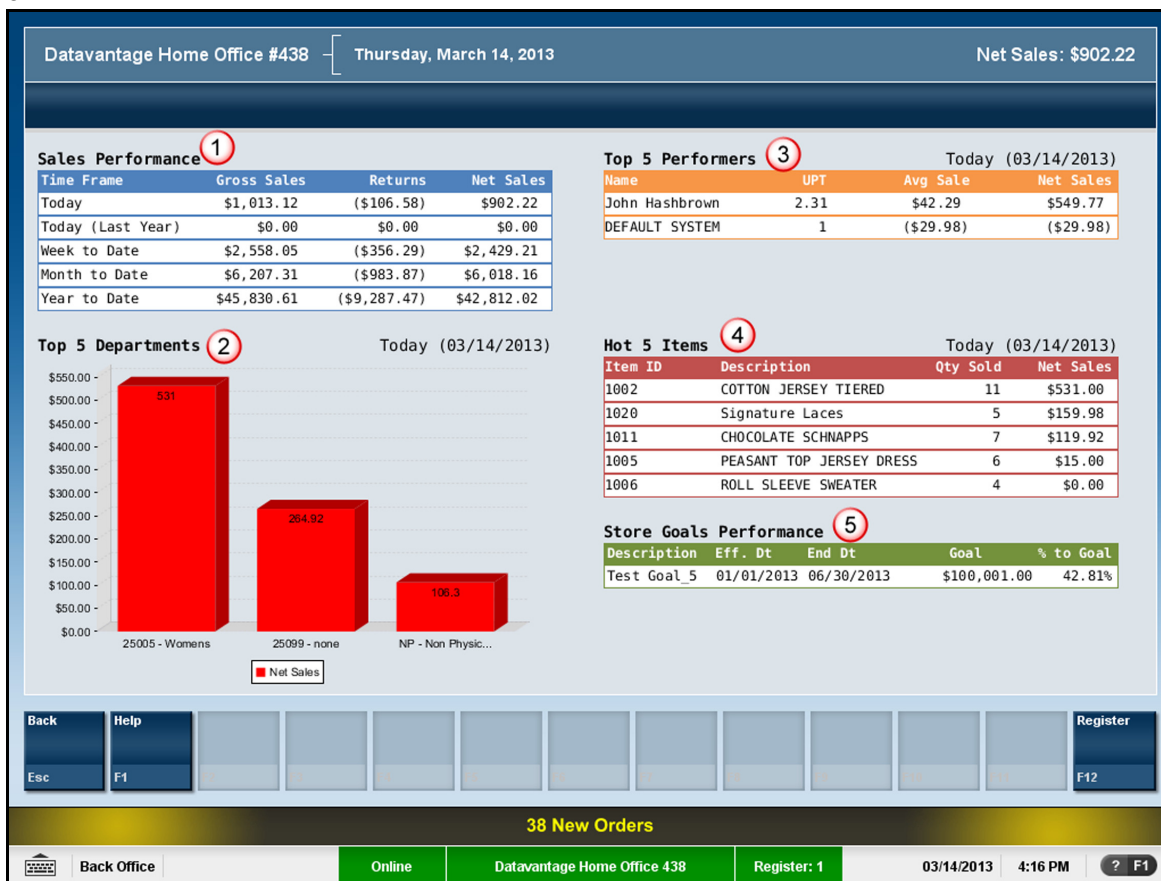 Datavantage Home Office #438 Thursday, March 14, 2013 Net Sales: $902.22
Sales Performance 1
Time Frame Gross Sales Returns Net Sales
Today $1,013.12 ($106.58) $902.22
Today (Last Year) $0.00 $0.00 $0.00
Week to Date $2,558.05 ($356.29) $2,429.21
Month to Date $6,207.31 ($983.87) $6,018.16
Year to Date $45,830.61 ($9,287.47) $42,812.02
Top 5 Performers 3 Today (03/14/2013)
Name UPT Avg Sale Net Sales
John Hashbrown 2.31 $42.29 $549.77
DEFAULT SYSTEM 1 ($29.98) ($29.98)
Top 5 Departments 2 Today (03/14/2013)
$550.00
$500.00
$450.00
$400.00
$350.00
$300.00
$250.00
$200.00
$150.00
$100.00
$50.00
$0.00
531
264.92
106.3
25005 - Womens 25099 - none NP - Non Physic...
Net Sales
Hot 5 Items 4 Today (03/14/2013)
Item ID Description Qty Sold Net Sales
1002 COTTON JERSEY TIERED 11 $531.00
1020 Signature Laces 5 $159.98
1011 CHOCOLATE SCHNAPPS 7 $119.92
1005 PEASANT TOP JERSEY DRESS 6 $15.00
1006 ROLL SLEEVE SWEATER 4 $0.00
Store Goals Performance 5
Description Eff. Dt End Dt Goal % to Goal
Test Goal_5 01/01/2013 06/30/2013 $100,001.00 42.81%
Back Help Register
Esc F1 F12
38 New Orders
Back Office Online Datavantage Home Office 438 Register: 1 03/14/2013 4:16 PM ? F1